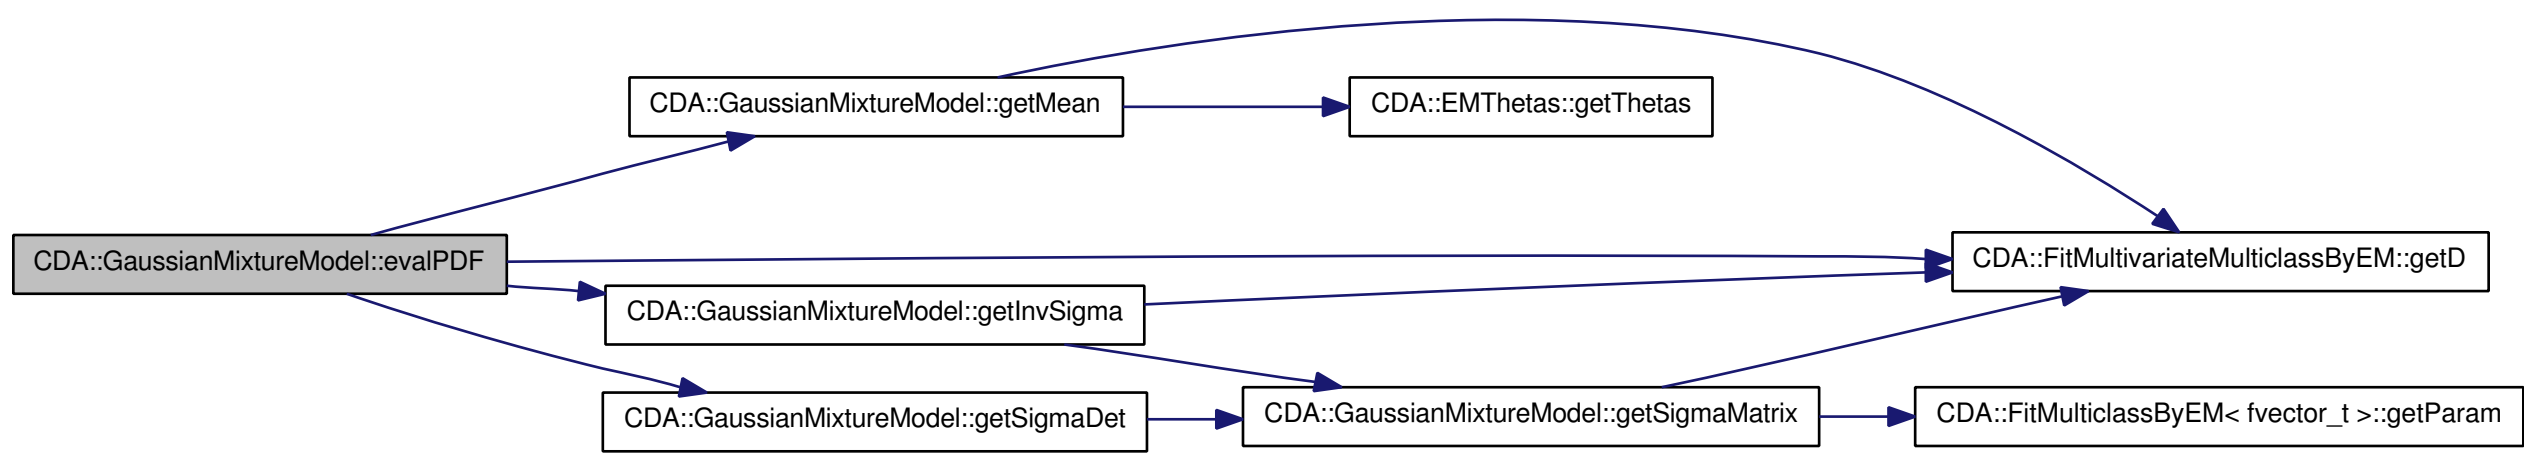 CDA::GaussianMixtureModel::getMean
CDA::EMThetas::getThetas
CDA::GaussianMixtureModel::evalPDF
CDA::FitMultivariateMulticlassByEM::getD
CDA::GaussianMixtureModel::getInvSigma
CDA::GaussianMixtureModel::getSigmaDet
CDA::GaussianMixtureModel::getSigmaMatrix
CDA::FitMulticlassByEM< fvector_t >::getParam